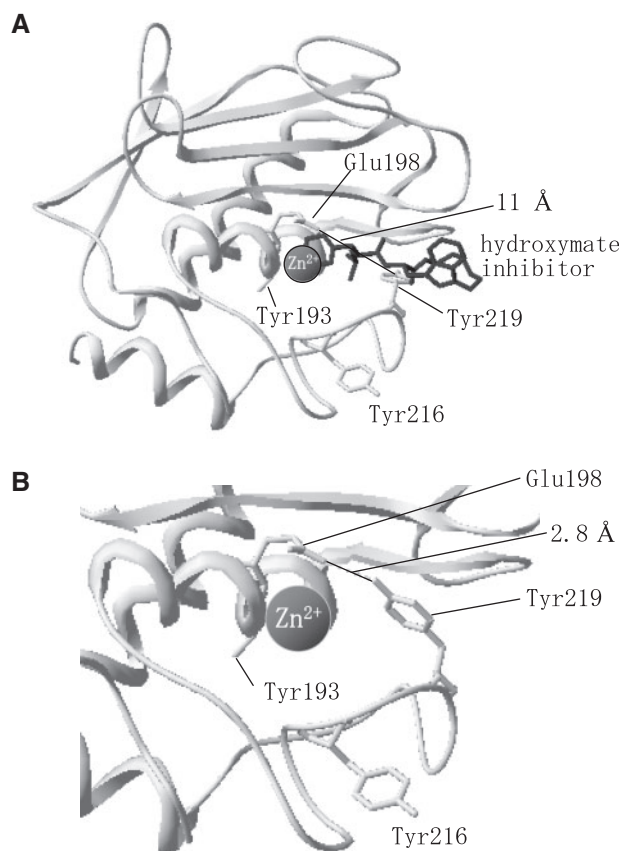 A
Glu198
11 Å
hydroxymate
inhibitor
Zn2+
Tyr193
Tyr219
Tyr216
B
Glu198
2.8 Å
Tyr219
Zn2+
Tyr193
Tyr216